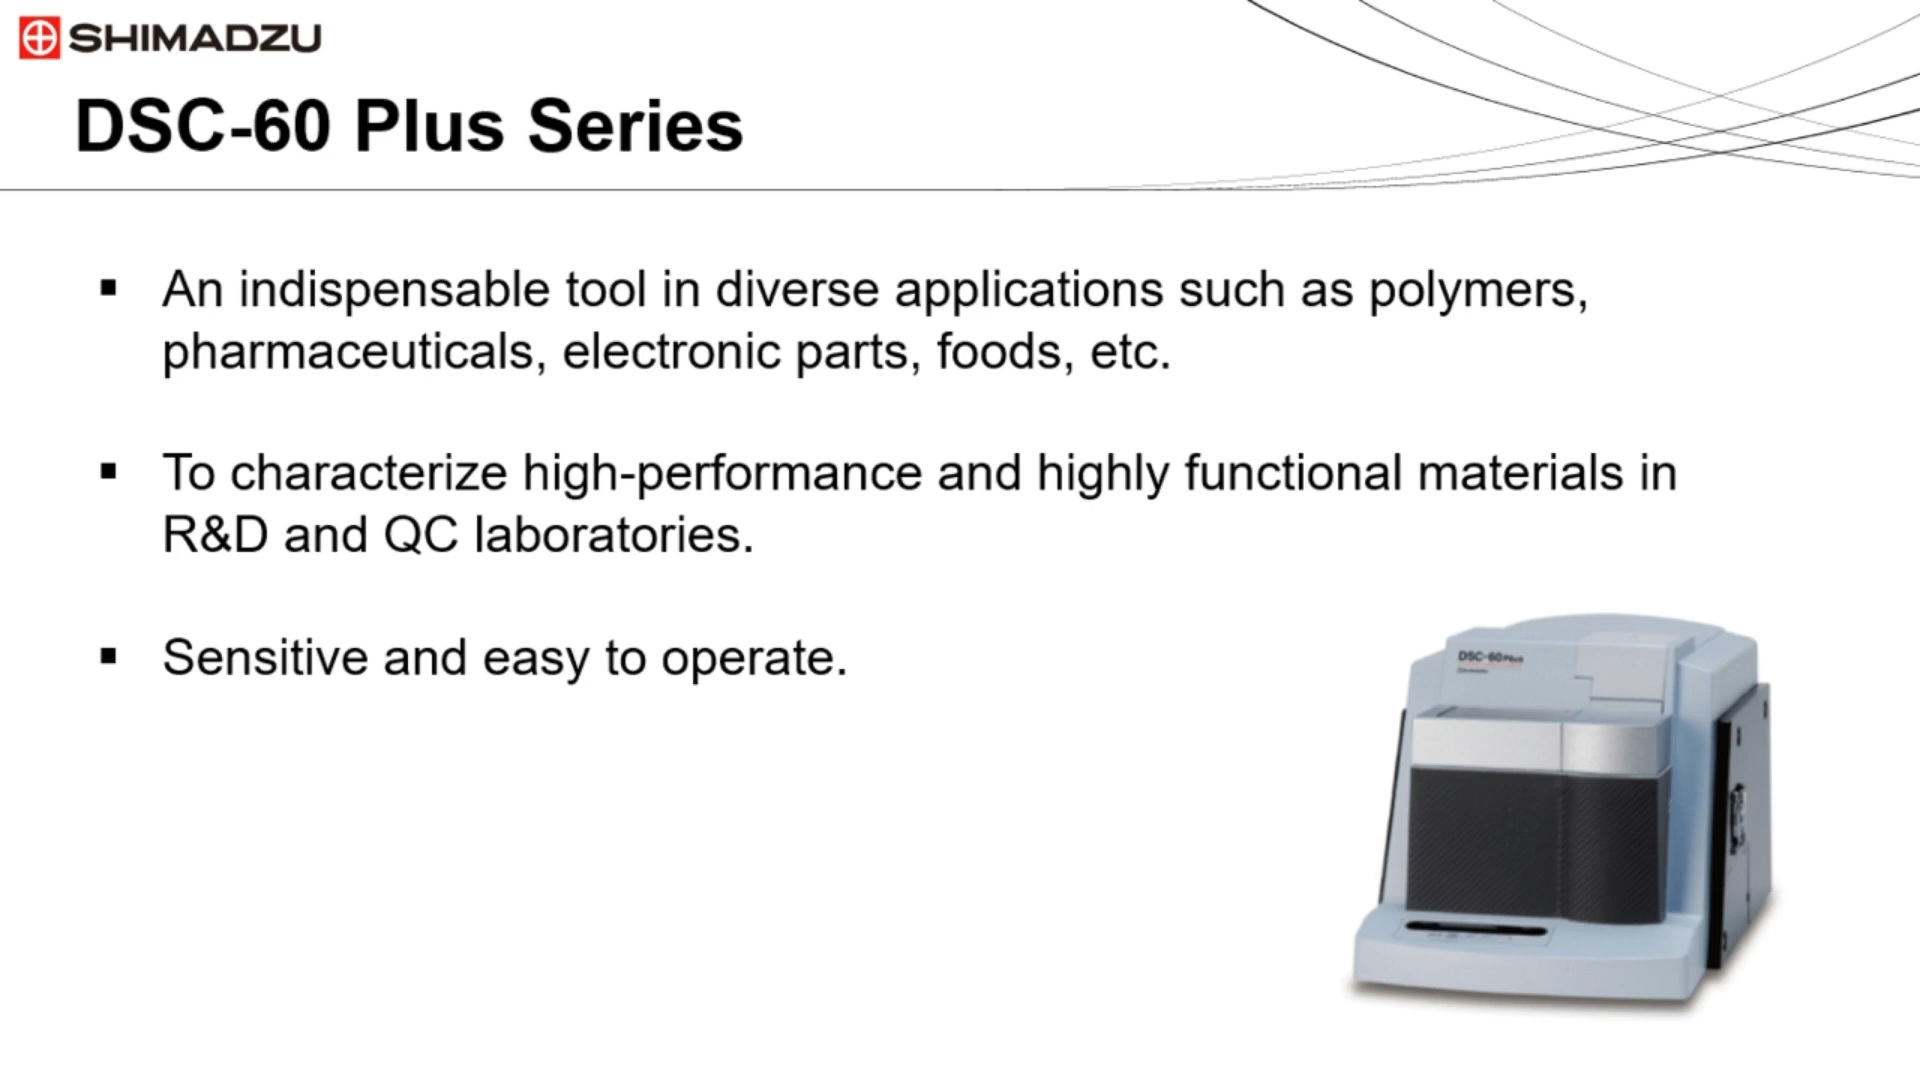 SHIMADZU
DSC-60 Plus Series
▪ An indispensable tool in diverse applications such as polymers,
pharmaceuticals, electronic parts, foods, etc.
▪ To characterize high-performance and highly functional materials in
R&D and QC laboratories.
▪ Sensitive and easy to operate.
DSC-60 Plus